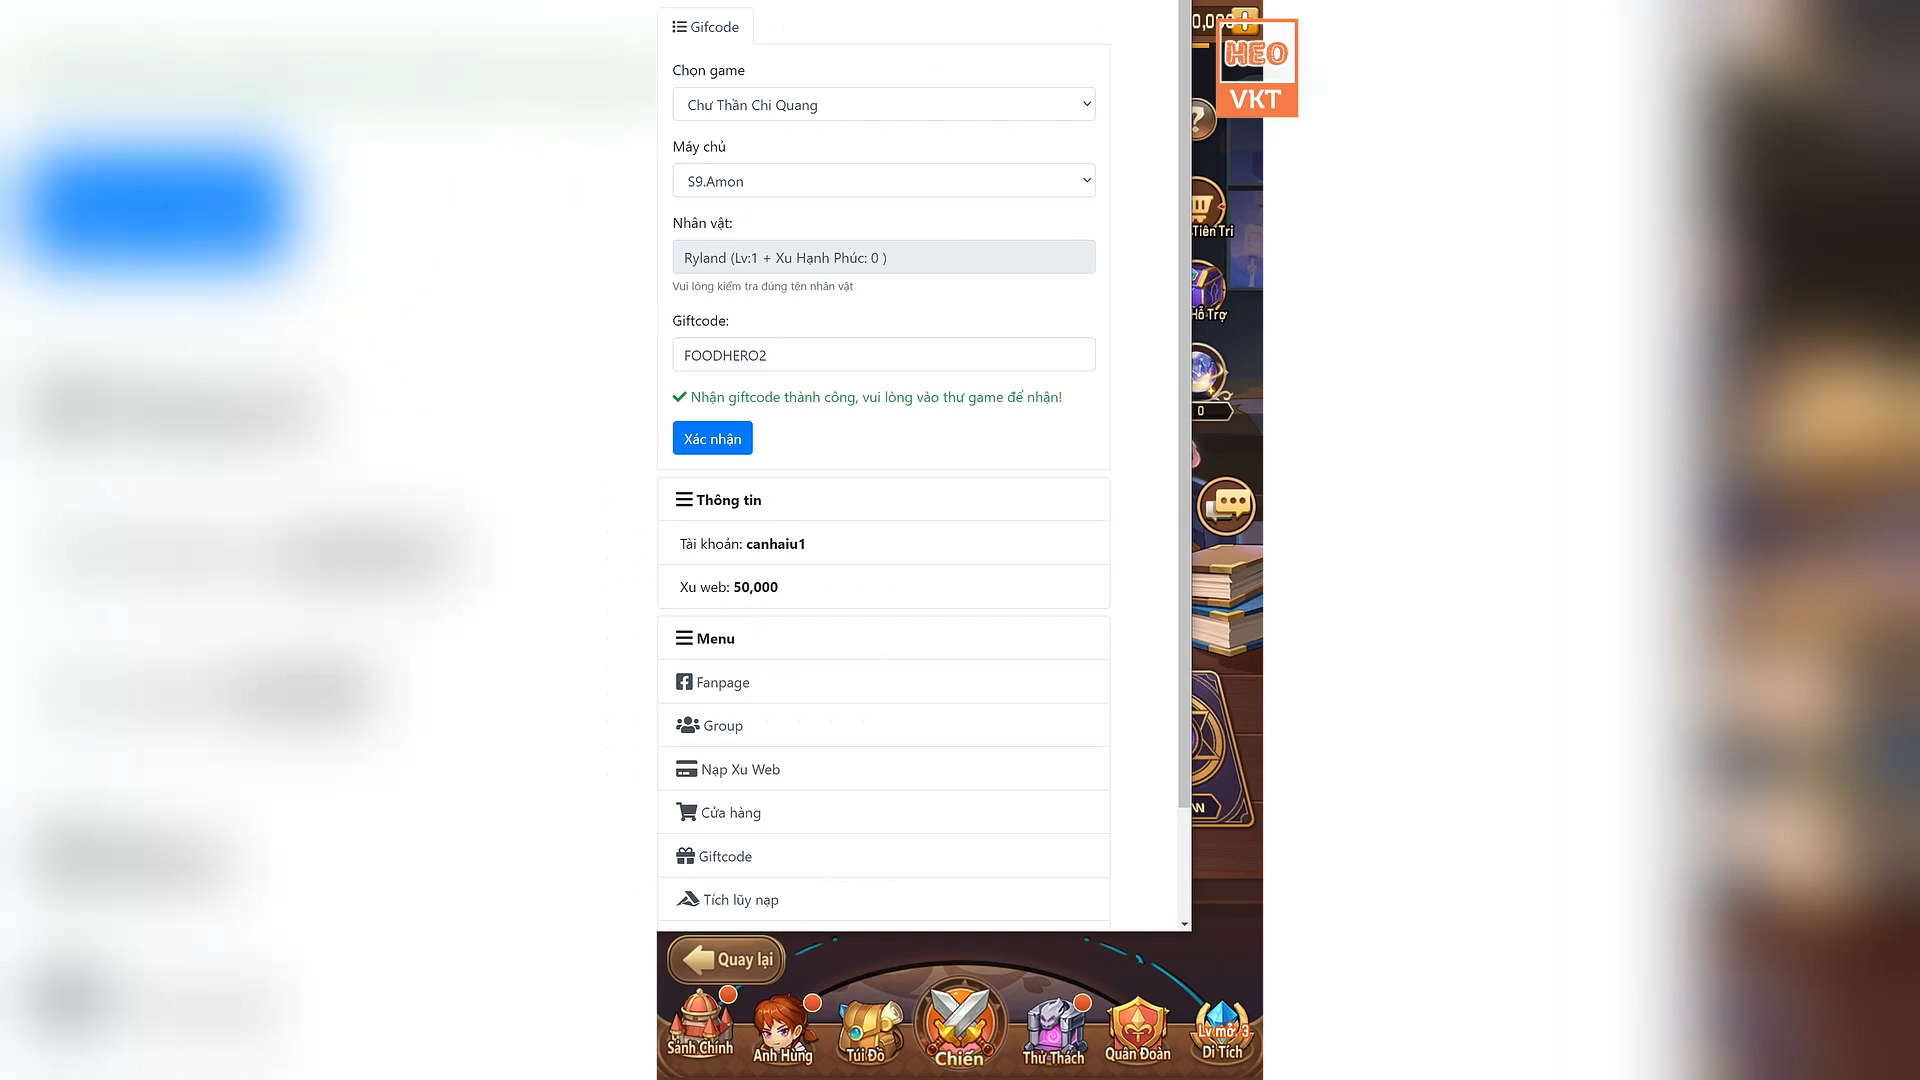 Gifcode
Chọn game
Chư Thần Chi Quang
Máy chủ
S9.Amon
Nhân vật:
Ryland (Lv:1 + Xu Hạnh Phúc: 0 )
Vui lòng kiểm tra đúng tên nhân vật
Giftcode:
FOODHERO2
Nhận giftcode thành công, vui lòng vào thư game để nhận!
Xác nhận
Thông tin
Tài khoản: canhaiu1
Xu web: 50,000
Menu
Fanpage
Group
Nạp Xu Web
Cửa hàng
Giftcode
Tích lũy nạp
HEO
VKT
Tiên Tri
Hỗ Trợ
0
Quay lại
Sảnh Chính
Anh Hùng
Túi Đồ
Chiến
Thử Thách
Quân Đoàn
Lv mở: 3
Di Tích